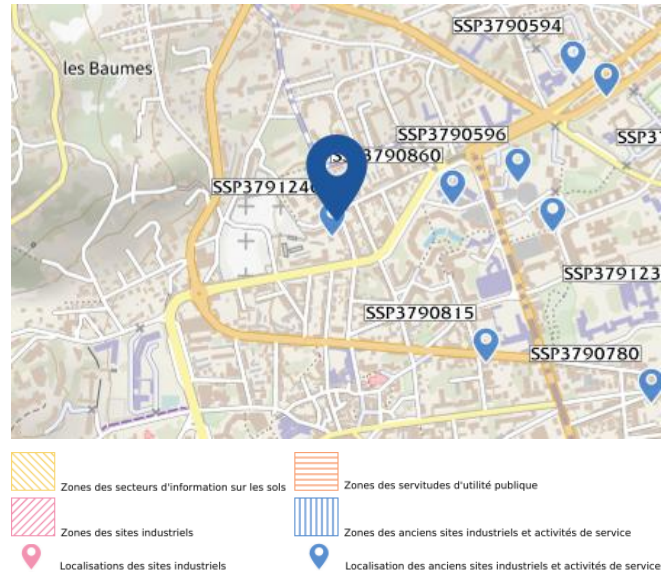 SSP3790594
les Baumes
SSP3790596
SSP3790860
SSP37
SSP3791246
SSP379123
SSP3790815
SSP3790780
Zones des secteurs d'information sur les sols
Zones des servitudes d'utilité publique
Zones des sites industriels
Zones des anciens sites industriels et activités de service
Localisations des sites industriels
Localisation des anciens sites industriels et activités de service